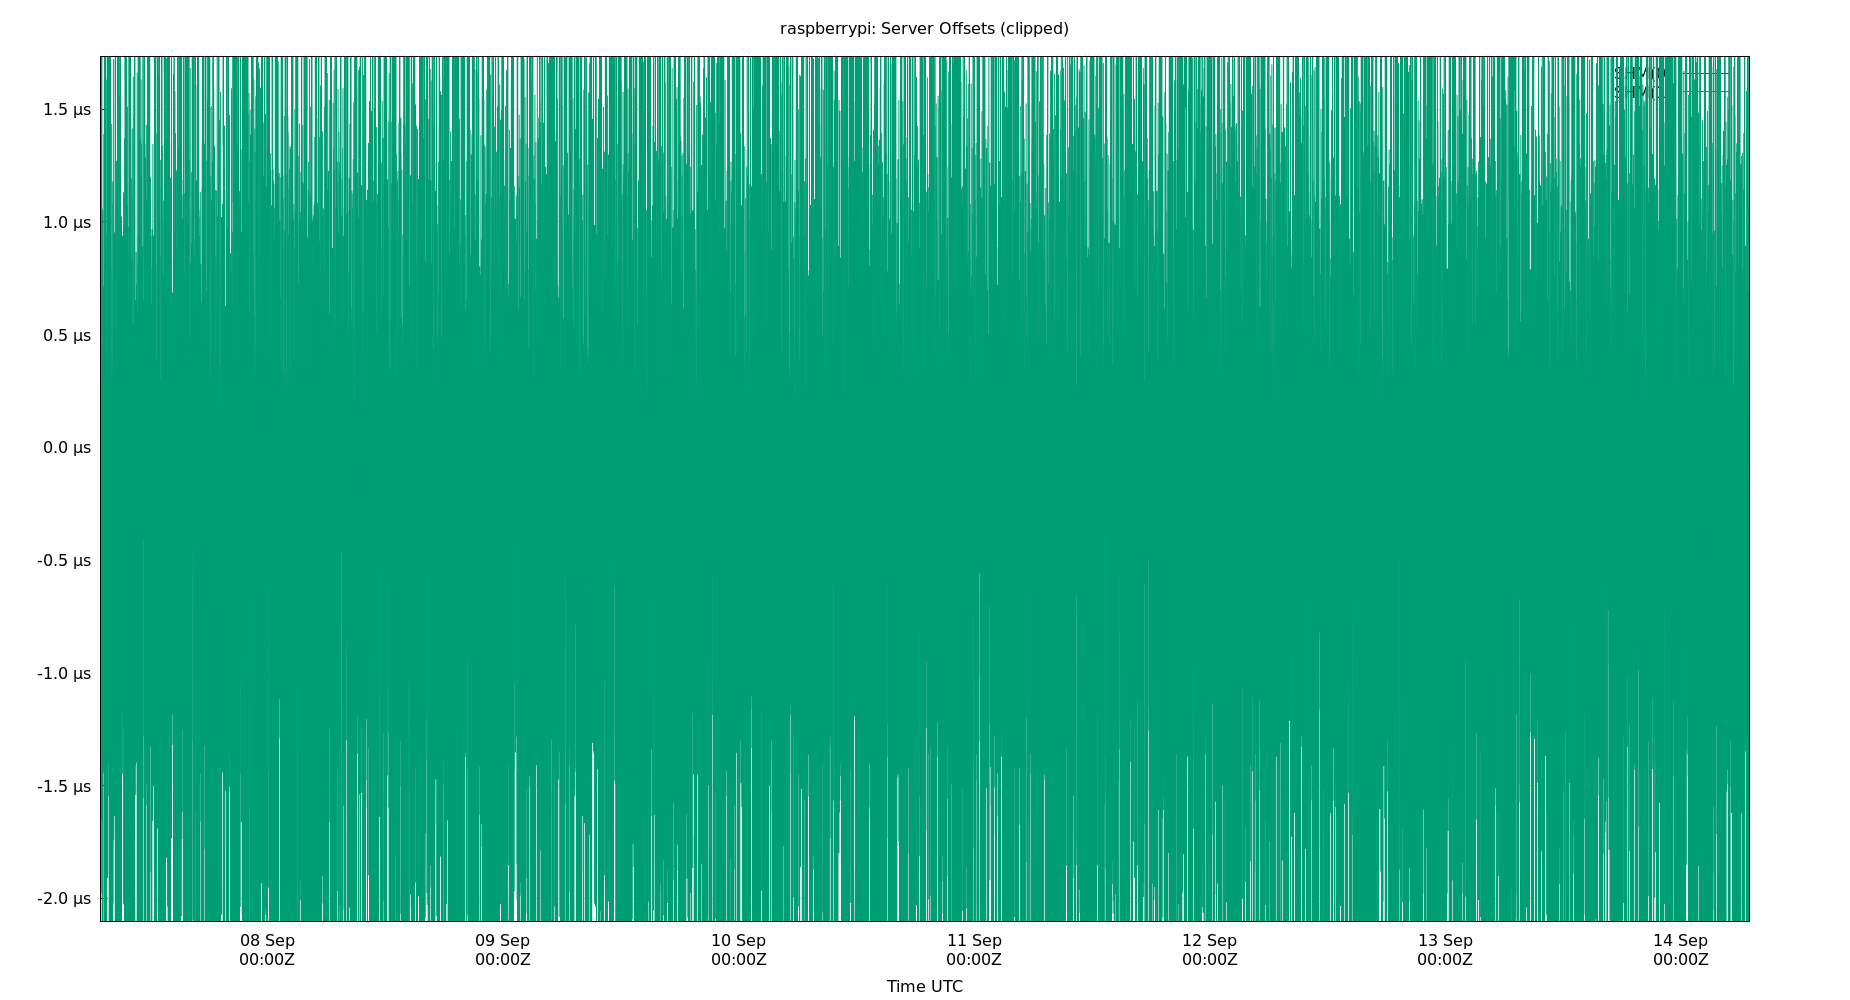 raspberrypi: Server Offsets (clipped)
1.5 µs
1.0 µs
0.5 µs
0.0 µs
-0.5 µs
-1.0 µs
-1.5 µs
-2.0 µs
08 Sep
00:00Z
09 Sep
00:00Z
10 Sep
00:00Z
11 Sep
00:00Z
12 Sep
00:00Z
13 Sep
00:00Z
14 Sep
00:00Z
Time UTC